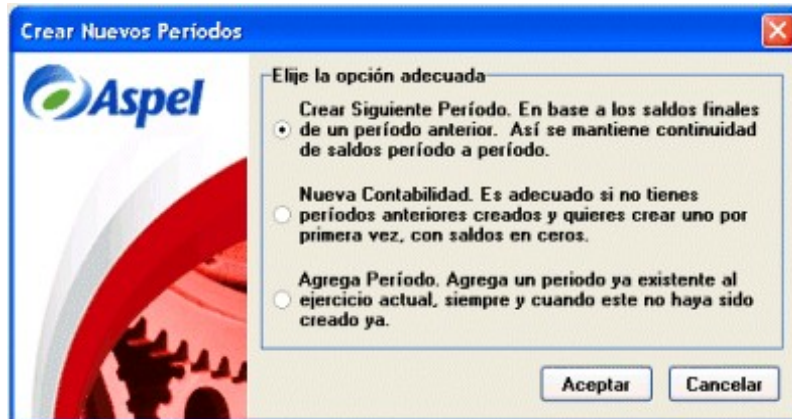 Crear Nuevos Períodos
Aspel
Elije la opción adecuada
Crear Siguiente Período. En base a los saldos finales
de un período anterior. Así se mantiene continuidad
de saldos período a período.
Nueva Contabilidad. Es adecuado si no tienes
períodos anteriores creados y quieres crear uno por
primera vez, con saldos en ceros.
Agrega Período. Agrega un periodo ya existente al
ejercicio actual, siempre y cuando este no haya sido
creado ya.
Aceptar
Cancelar